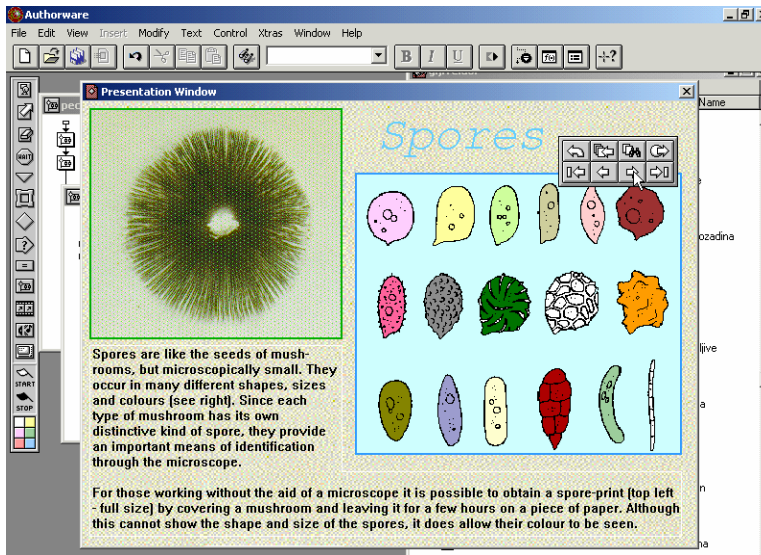 Authorware
File Edit View Insert Modify Text Control Xtras Window Help
B I U
Presentation Window
Name
Spores
WAIT
ozadina
ljive
START
STOP
a
n
na
Spores are like the seeds of mush-
rooms, but microscopically small. They
occur in many different shapes, sizes
and colours (see right). Since each
type of mushroom has its own
distinctive kind of spore, they provide
an important means of identification
through the microscope.
For those working without the aid of a microscope it is possible to obtain a spore-print (top left
- full size) by covering a mushroom and leaving it for a few hours on a piece of paper. Although
this cannot show the shape and size of the spores, it does allow their colour to be seen.